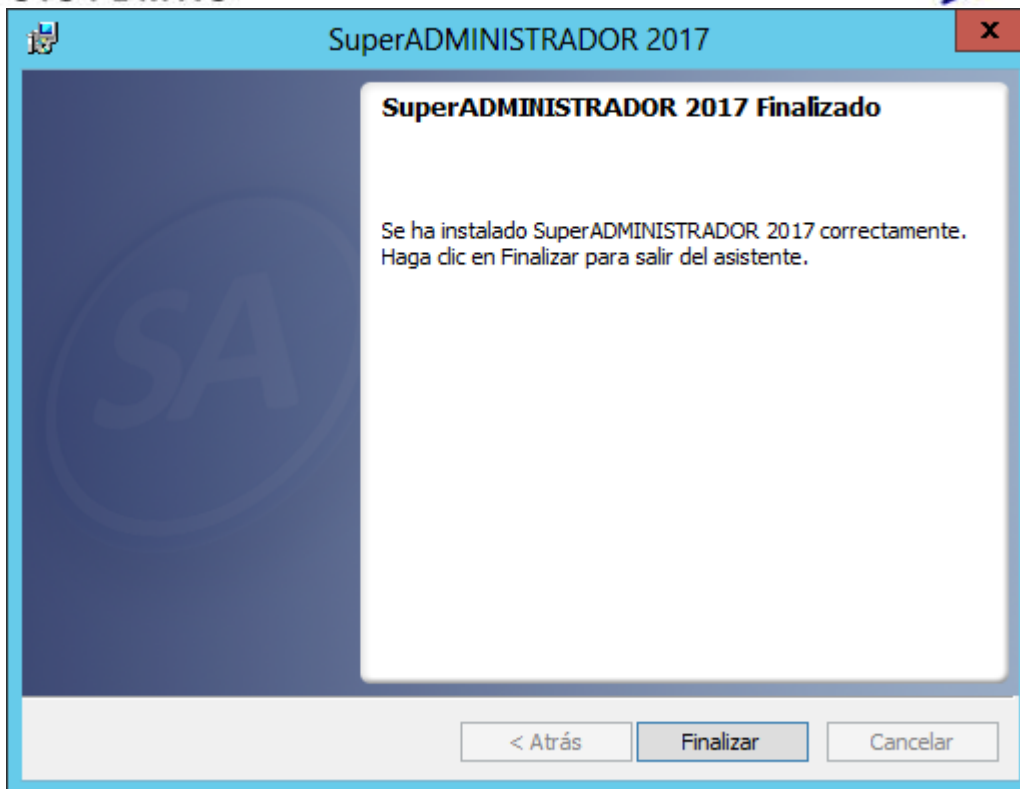 SuperADMINISTRADOR 2017
x
SuperADMINISTRADOR 2017 Finalizado
Se ha instalado SuperADMINISTRADOR 2017 correctamente.
Haga clic en Finalizar para salir del asistente.
SA
< Atrás
Finalizar
Cancelar